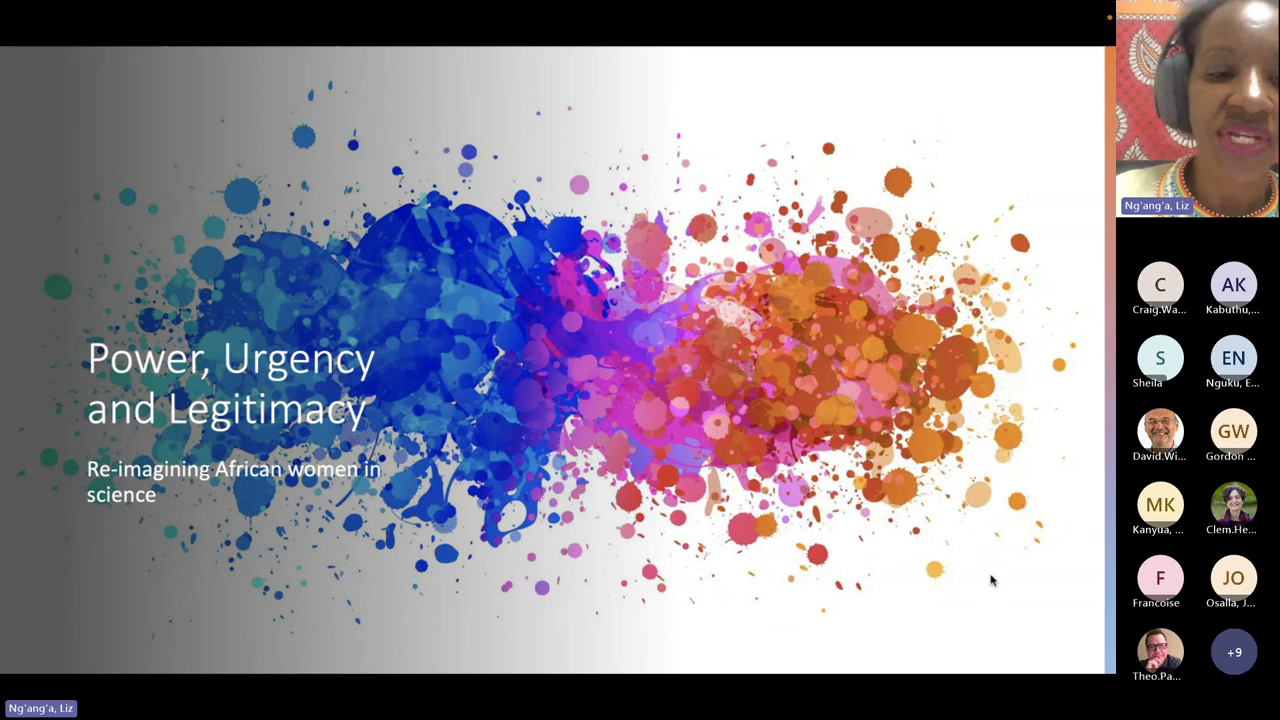 Power, Urgency
and Legitimacy
Re-imagining African women in
science
Ng'ang'a, Liz
C
Craig.Wa...
AK
Kabuthu,...
S
Sheila
EN
Nguku, E...
David.Wi...
GW
Gordon ...
MK
Kanyua, ...
Clem.He...
F
Francoise
JO
Osalla, J...
Theo.Pa...
+9
Ng'ang'a, Liz